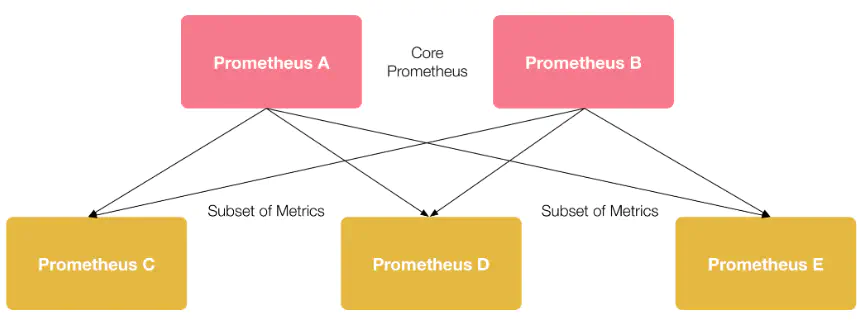 Prometheus A
Core
Prometheus
Prometheus B
Subset of Metrics
Subset of Metrics
Prometheus C
Prometheus D
Prometheus E